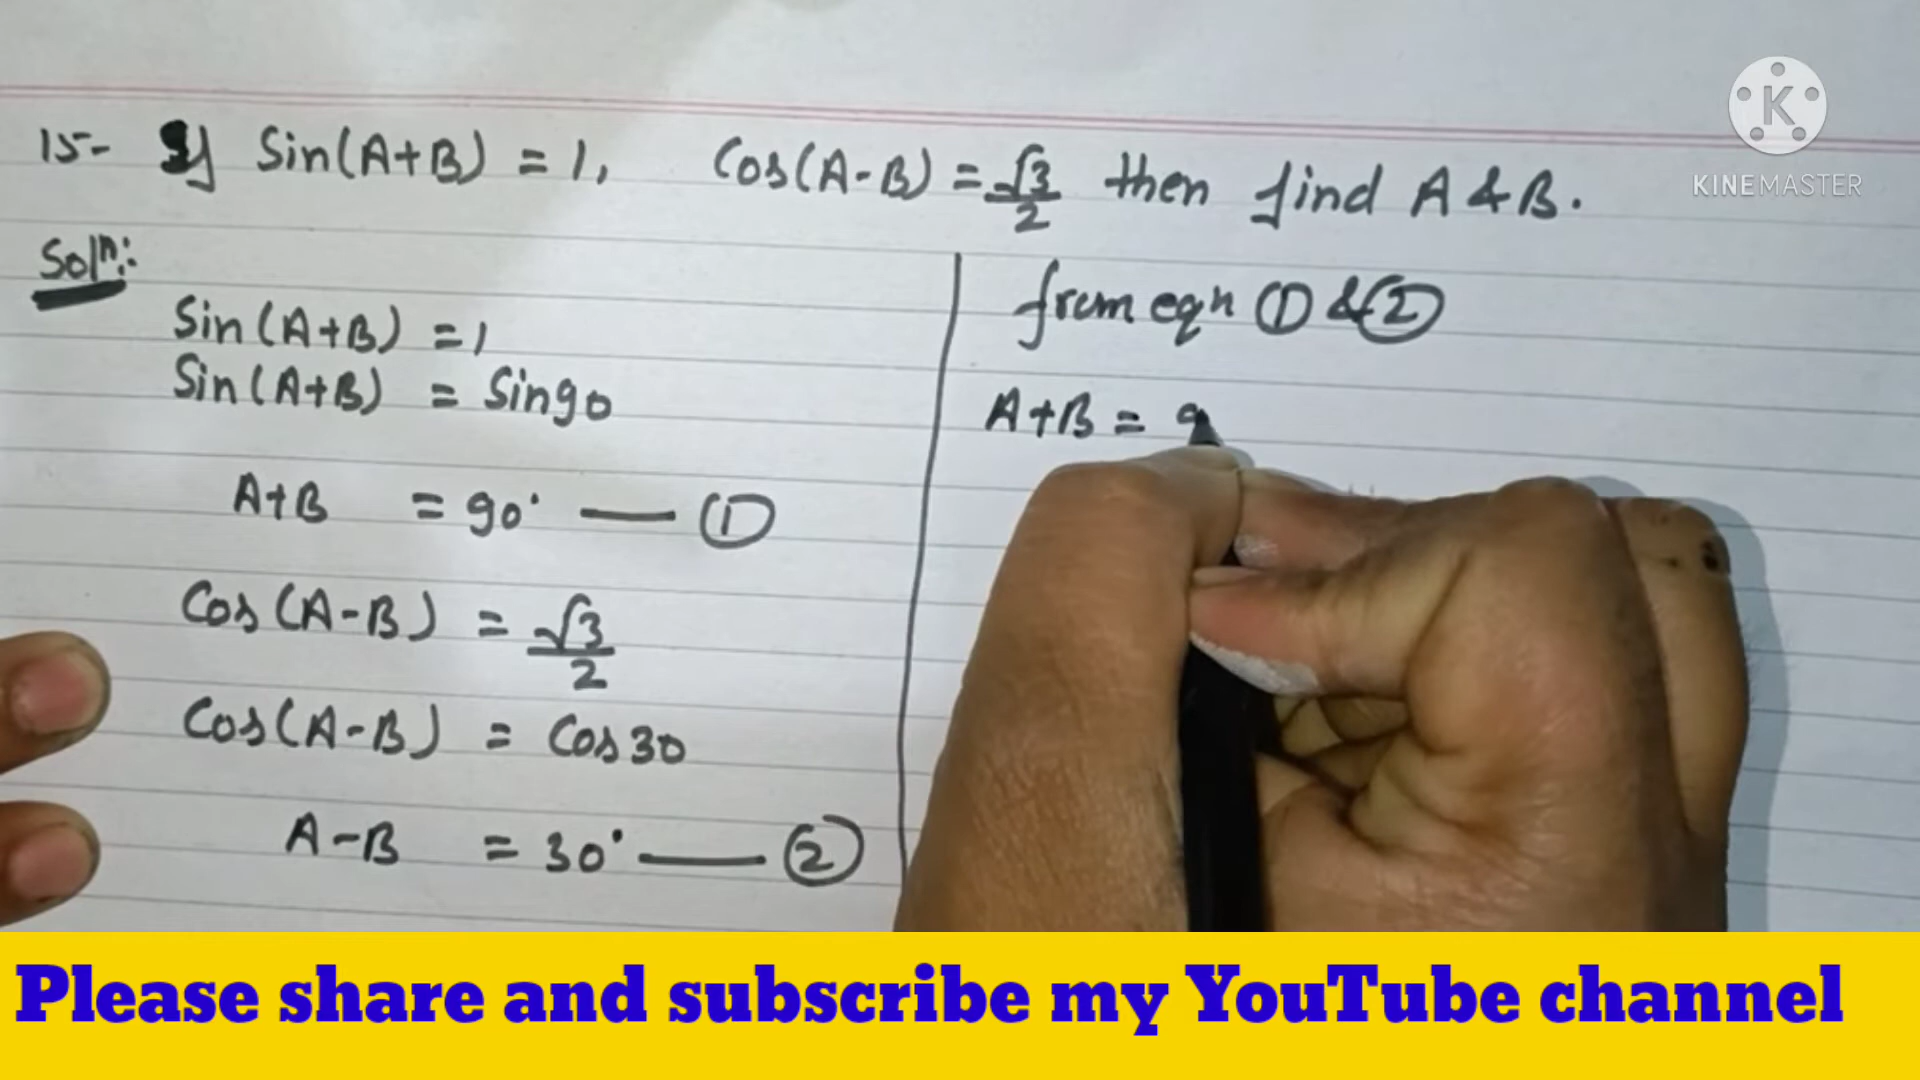 15- If Sin(A+B) = 1, Cos(A-B) = √3/2 then find A & B.
Soln:
Sin(A+B) = 1
Sin(A+B) = Sin90
A+B = 90° — ①
Cos(A-B) = √3/2
Cos(A-B) = Cos30
A-B = 30° — ②
from eqn ① & ②
A+B = 9
K
KINEMASTER
Please share and subscribe my YouTube channel